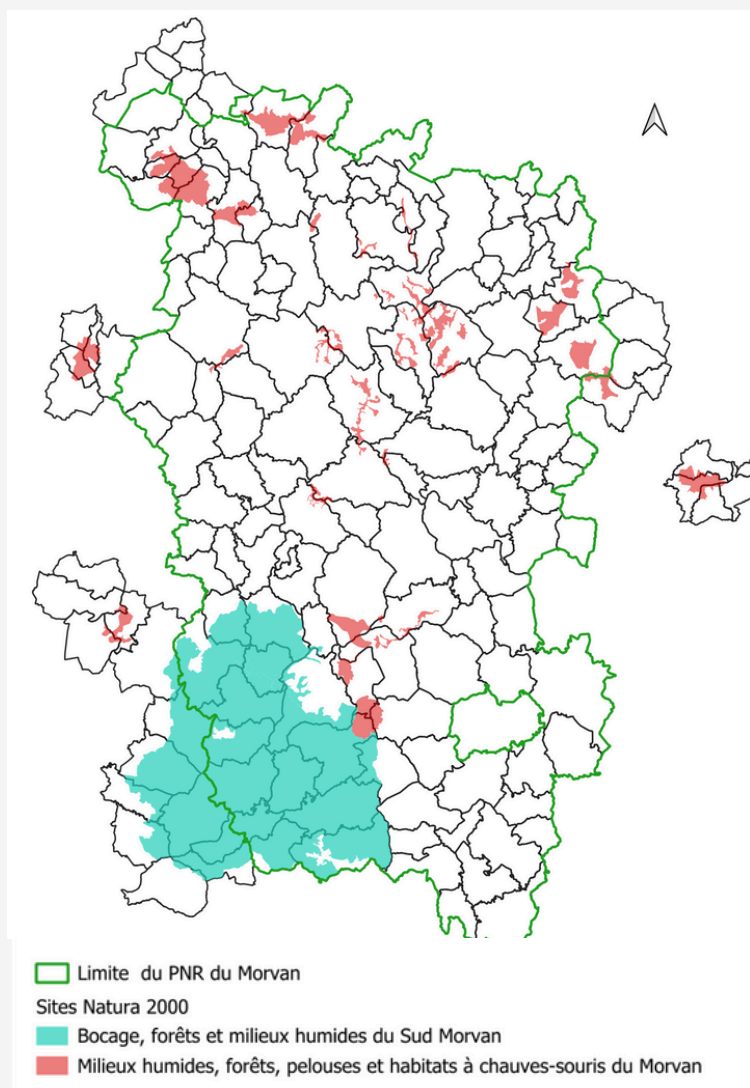 Limite du PNR du Morvan
Sites Natura 2000
Bocage, forêts et milieux humides du Sud Morvan
Milieux humides, forêts, pelouses et habitats à chauves-souris du Morvan